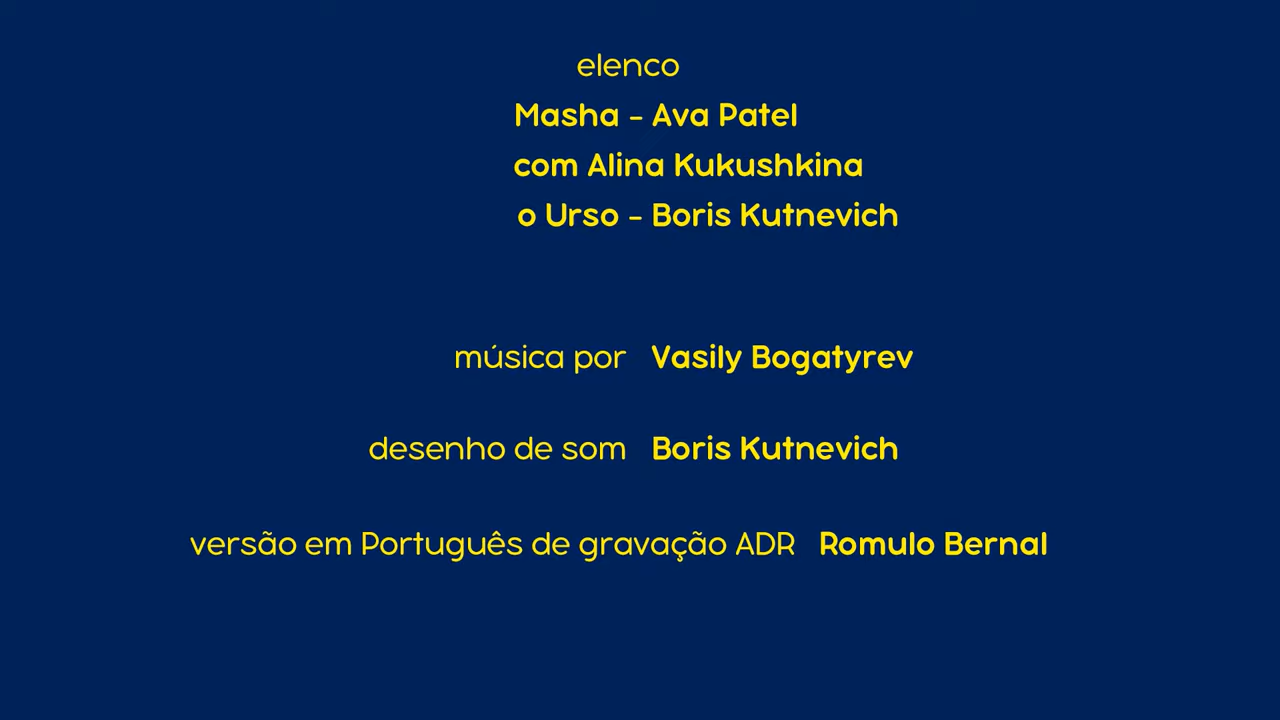 elenco
Masha - Ava Patel
com Alina Kukushkina
o Urso - Boris Kutnevich
música por Vasily Bogatyrev
desenho de som Boris Kutnevich
versão em Português de gravação ADR Romulo Bernal